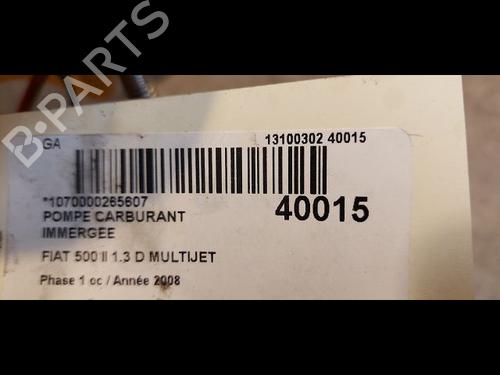 B-PARTS
GA
13100302 40015
*1070000265607
40015
POMPE CARBURANT
IMMERGEE
FIAT 500 II 1.3 D MULTIJET
Phase 1 oc / Année 2008